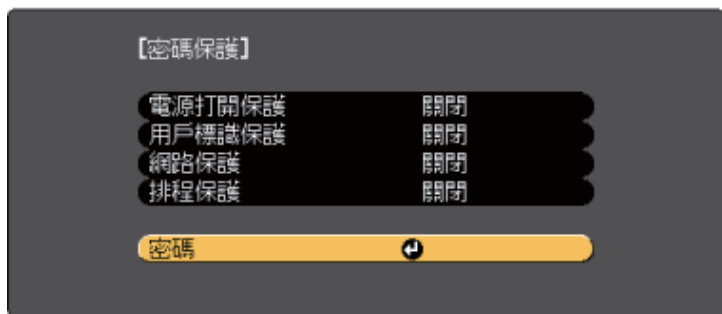 【密碼保護】
電源打開保護 關閉
用戶標識保護 關閉
網路保護 關閉
排程保護 關閉
密碼